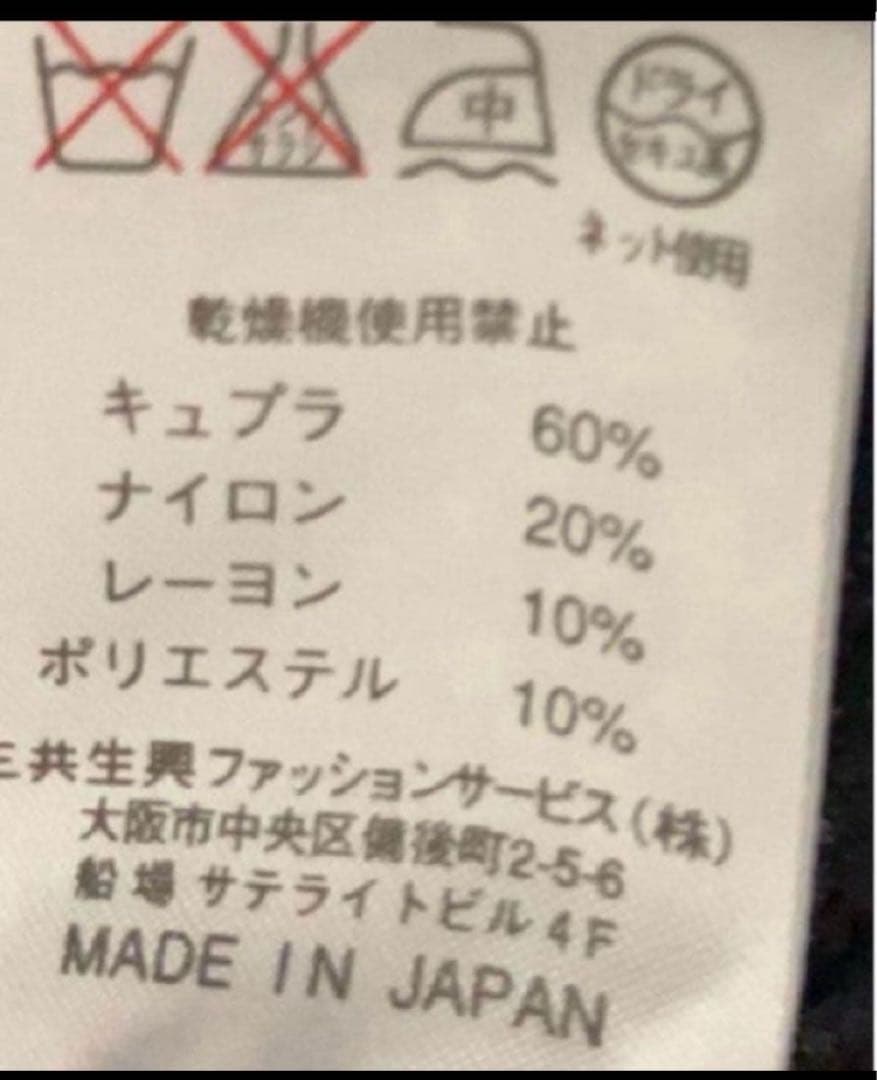 中
ドライ
セキユ系
ネット使用
乾燥機使用禁止
キュプラ 60%
ナイロン 20%
レーヨン 10%
ポリエステル 10%
三共生興ファッションサービス(株)
大阪市中央区備後町2-5-6
船場サテライトビル4F
MADE IN JAPAN